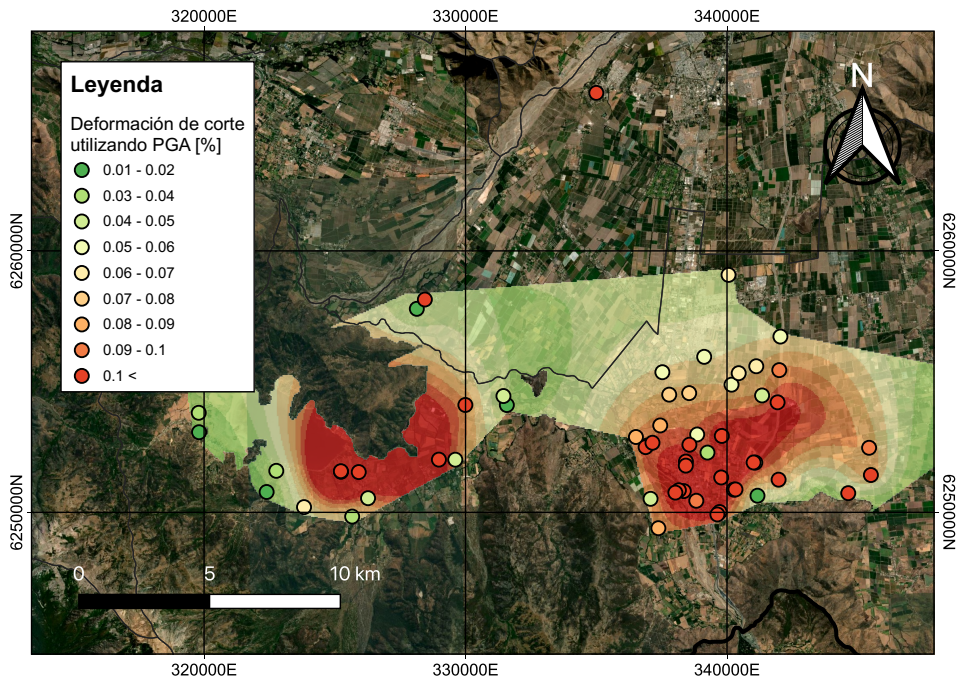 320000E
330000E
340000E
Leyenda
Deformación de corte
utilizando PGA [%]
0.01 - 0.02
0.03 - 0.04
0.04 - 0.05
0.05 - 0.06
0.06 - 0.07
0.07 - 0.08
0.08 - 0.09
0.09 - 0.1
0.1 <
N
6260000N
6260000N
6250000N
6250000N
0
5
10 km
320000E
330000E
340000E